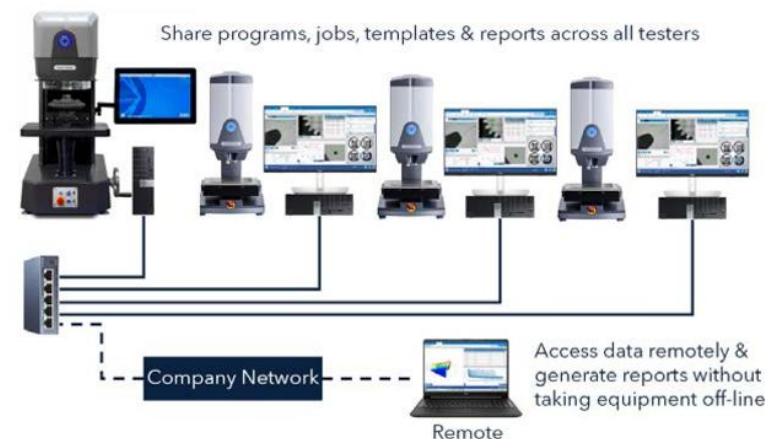 Share programs, jobs, templates & reports across all testers
Company Network
Access data remotely &
generate reports without
taking equipment off-line
Remote